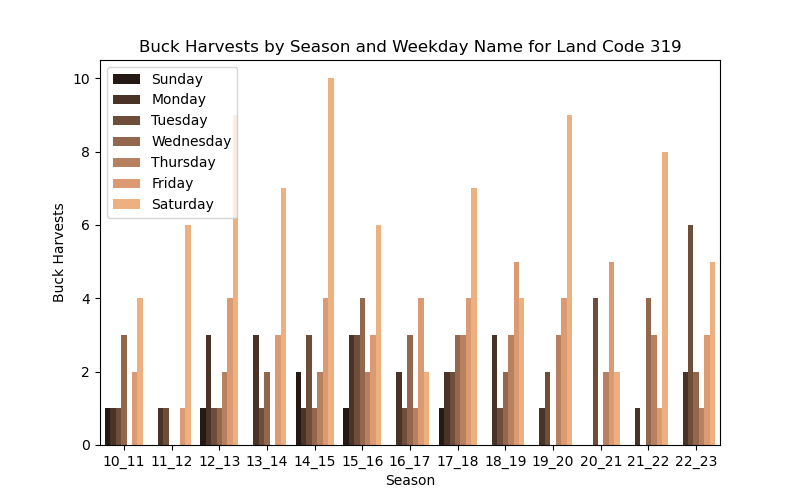 Buck Harvests by Season and Weekday Name for Land Code 319
10
8
6
4
2
0
Buck Harvests
Sunday
Monday
Tuesday
Wednesday
Thursday
Friday
Saturday
10_11 11_12 12_13 13_14 14_15 15_16 16_17 17_18 18_19 19_20 20_21 21_22 22_23
Season